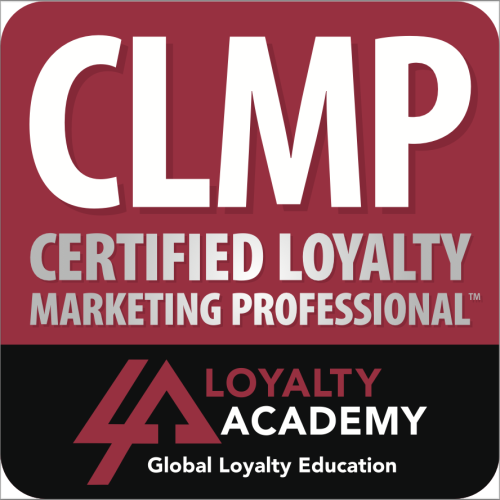 CLMP
CERTIFIED LOYALTY
MARKETING PROFESSIONAL™
LOYALTY
ACADEMY
Global Loyalty Education